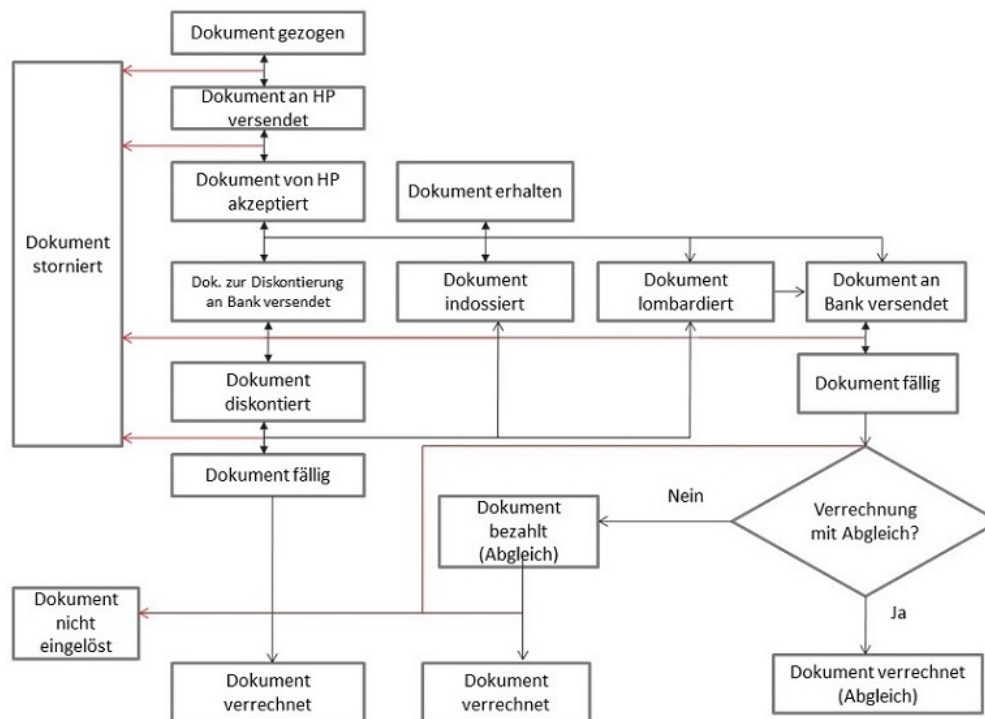 Dokument gezogen
Dokument an HP
versendet
Dokument von HP
akzeptiert
Dokument erhalten
Dokument
storniert
Dok. zur Diskontierung
an Bank versendet
Dokument
indossiert
Dokument
lombardiert
Dokument an
Bank versendet
Dokument
diskontiert
Dokument fällig
Dokument fällig
Nein
Dokument
bezahlt
(Abgleich)
Verrechnung
mit Abgleich?
Dokument
nicht
eingelöst
Ja
Dokument
verrechnet
Dokument
verrechnet
Dokument verrechnet
(Abgleich)